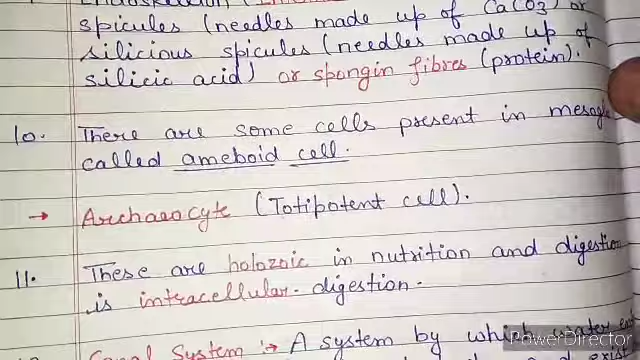 spicules (needles made up of CaCO3) or
silicious spicules (needles made up of
silicic acid) or spongin fibres (protein).
10. There are some cells present in
called ameboid cell.
→ Archaeocyte (Totipotent cell).
11. These are holozoic in nutrition and digestion
is intracellular digestion.
Canal System :→ A system by which water
PowerDirector